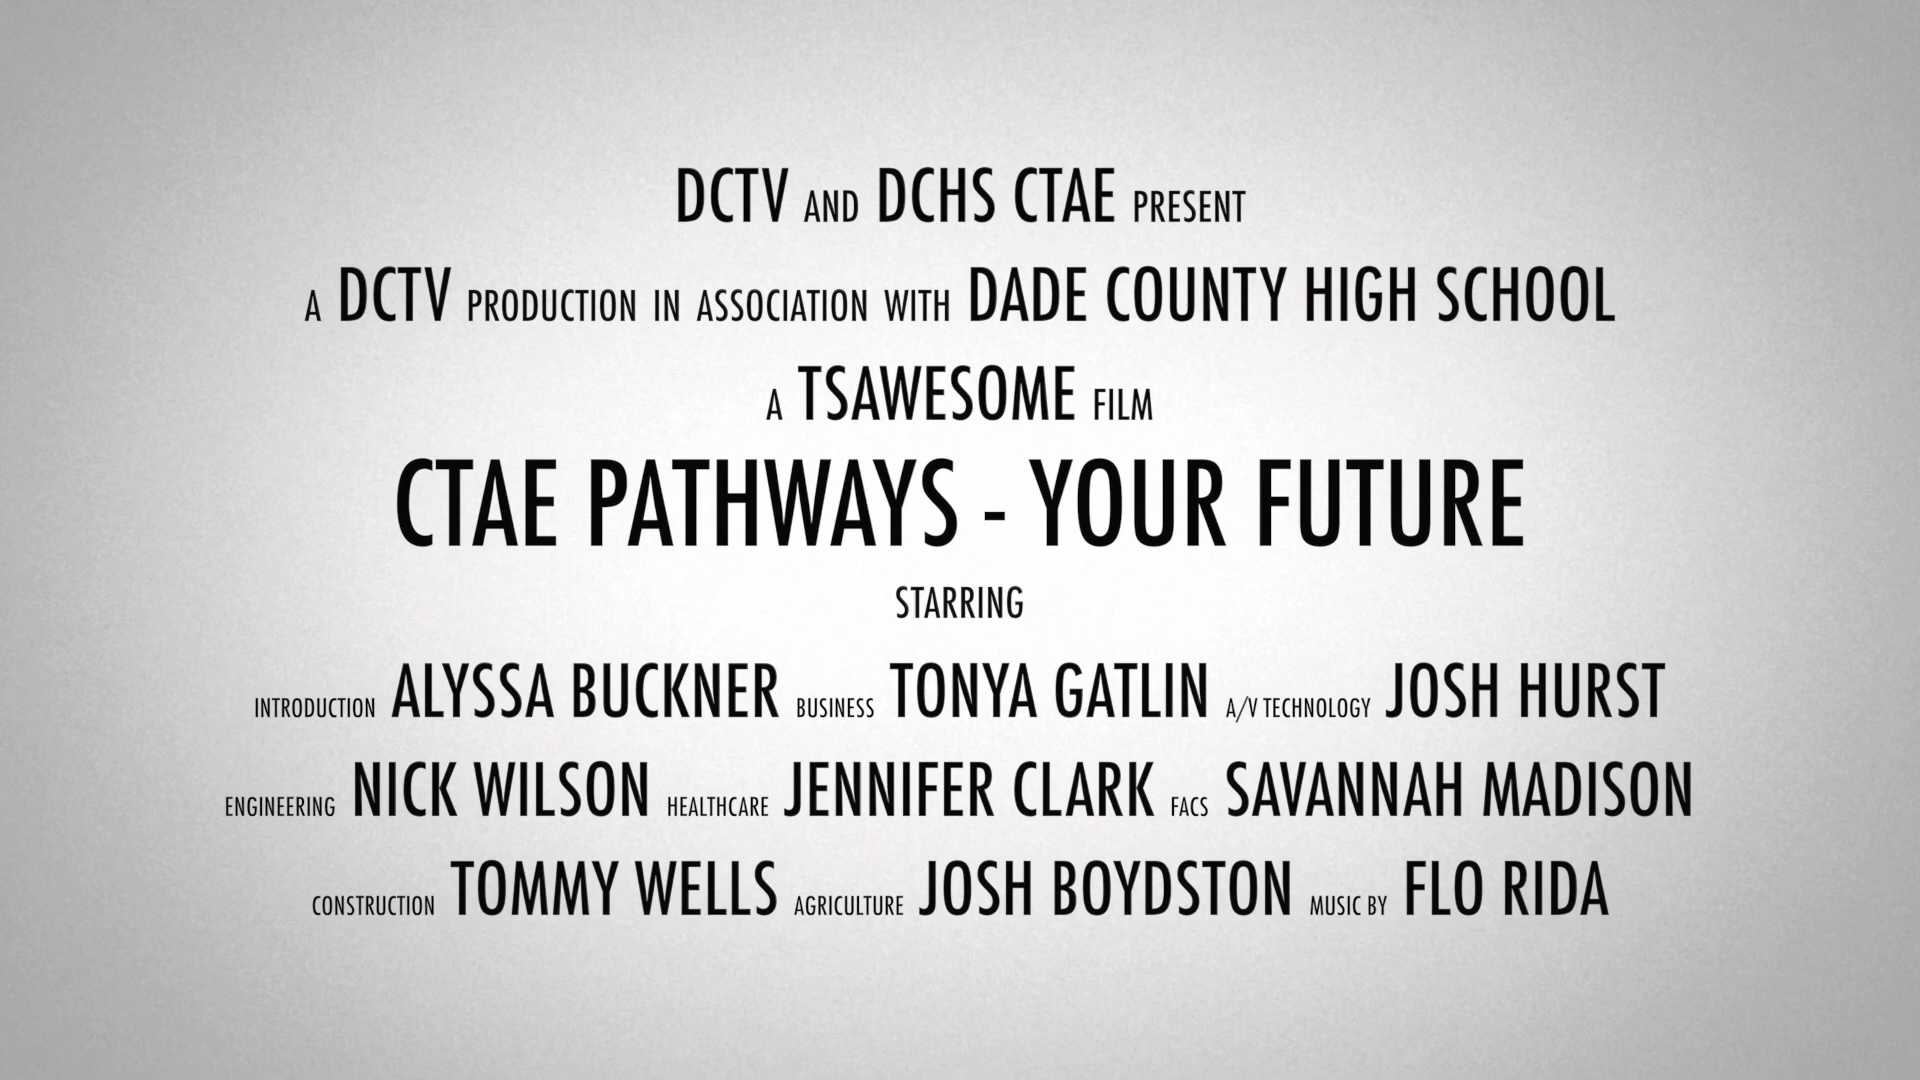 DCTV AND DCHS CTAE PRESENT
A DCTV PRODUCTION IN ASSOCIATION WITH DADE COUNTY HIGH SCHOOL
A TSAWESOME FILM
CTAE PATHWAYS - YOUR FUTURE
STARRING
INTRODUCTION ALYSSA BUCKNER BUSINESS TONYA GATLIN A/V TECHNOLOGY JOSH HURST
ENGINEERING NICK WILSON HEALTHCARE JENNIFER CLARK FACS SAVANNAH MADISON
CONSTRUCTION TOMMY WELLS AGRICULTURE JOSH BOYDSTON MUSIC BY FLO RIDA